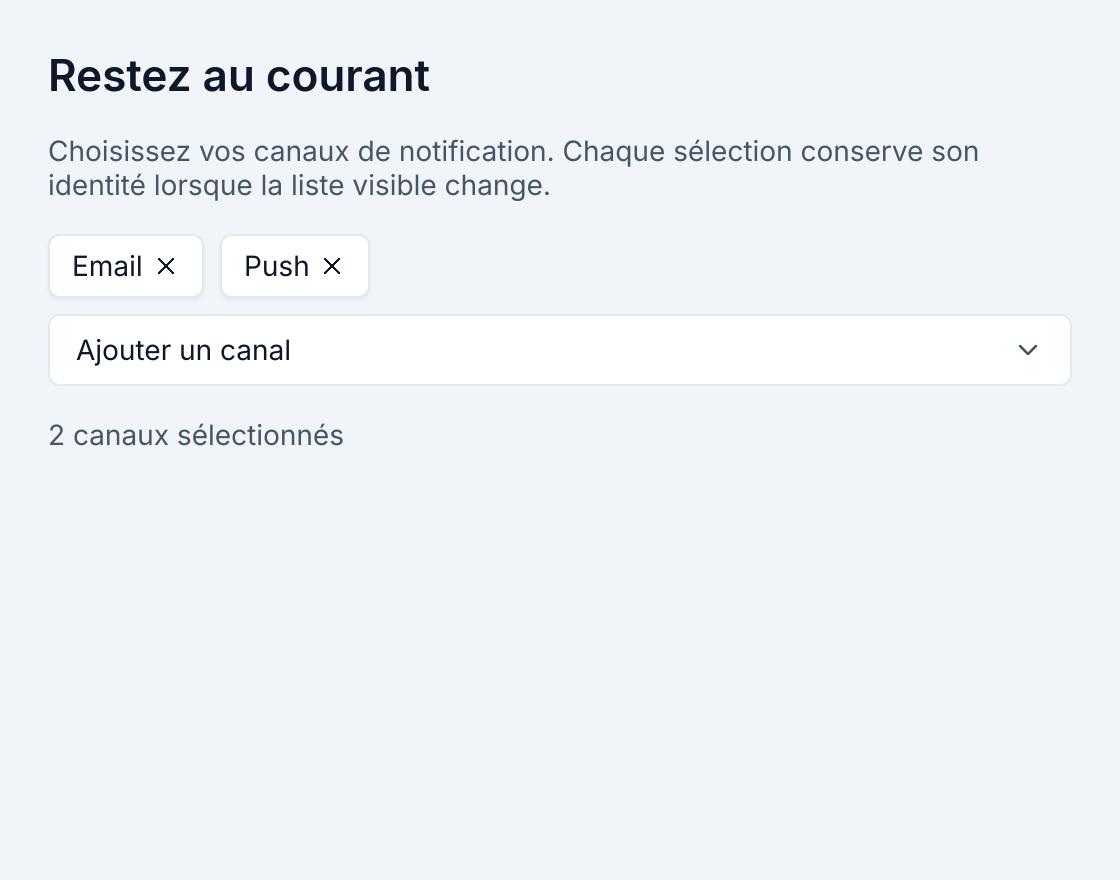 Restez au courant
Choisissez vos canaux de notification. Chaque sélection conserve son
identité lorsque la liste visible change.
Email Push
Ajouter un canal
2 canaux sélectionnés